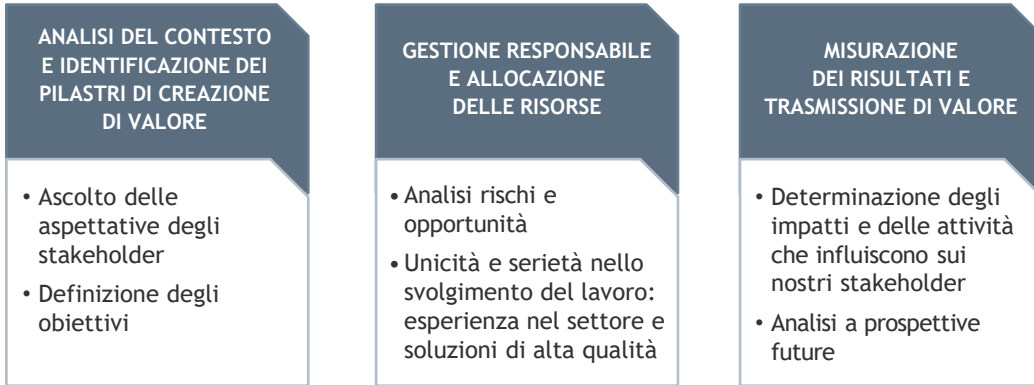 ANALISI DEL CONTESTO
E IDENTIFICAZIONE DEI
PILASTRI DI CREAZIONE
DI VALORE
• Ascolto delle
aspettative degli
stakeholder
• Definizione degli
obiettivi
GESTIONE RESPONSABILE
E ALLOCAZIONE
DELLE RISORSE
• Analisi rischi e
opportunità
• Unicità e serietà nello
svolgimento del lavoro:
esperienza nel settore e
soluzioni di alta qualità
MISURAZIONE
DEI RISULTATI E
TRASMISSIONE DI VALORE
• Determinazione degli
impatti e delle attività
che influiscono sui
nostri stakeholder
• Analisi a prospettive
future